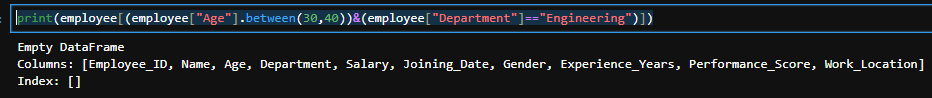 print(employee[(employee["Age"].between(30,40))&(employee["Department"]=="Engineering")])
Empty DataFrame
Columns: [Employee_ID, Name, Age, Department, Salary, Joining_Date, Gender, Experience_Years, Performance_Score, Work_Location]
Index: []